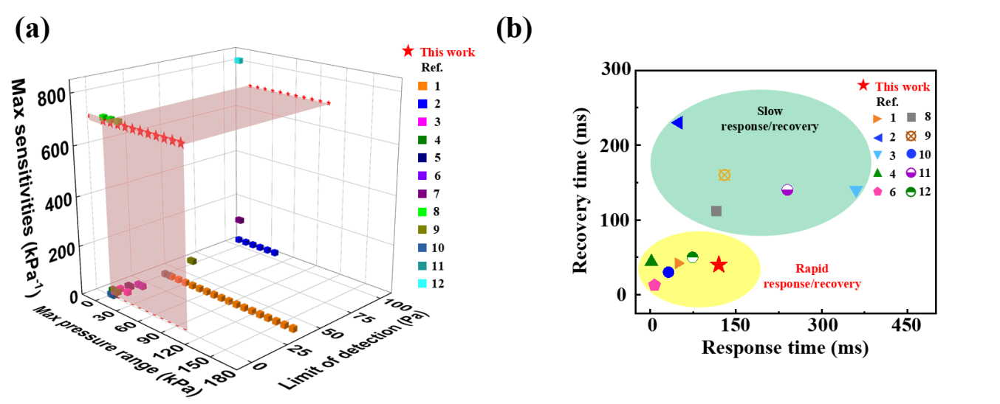 (a)
Max sensitivities (kPa-1)
800
600
400
200
0
0
30
60
90
120
150
180
Max pressure range (kPa)
0
25
50
75
100
Limit of detection (Pa)
This work
Ref.
1
2
3
4
5
6
7
8
9
10
11
12
(b)
Recovery time (ms)
300
200
100
0
0
150
300
450
Response time (ms)
Slow
response/recovery
Rapid
response/recovery
This work
Ref.
1 8
2 9
3 10
4 11
6 12